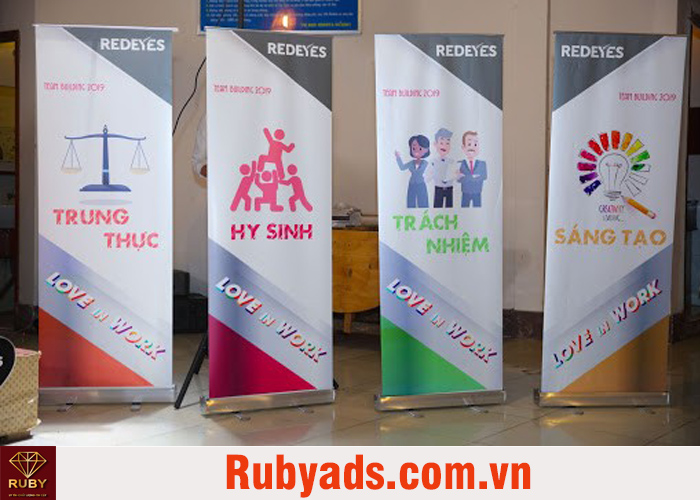 REDEYES
TEAM BUILDING 2019
TRUNG
THỰC
LOVE IN WORK
REDEYES
TEAM BUILDING 2019
HY SINH
LOVE IN WORK
REDEYES
TEAM BUILDING 2019
TRÁCH
NHIỆM
LOVE IN WORK
REDEYES
TEAM BUILDING 2019
CREATIVITY
LOADING...
SÁNG TẠO
LOVE IN WORK
RUBY
Rubyads.com.vn